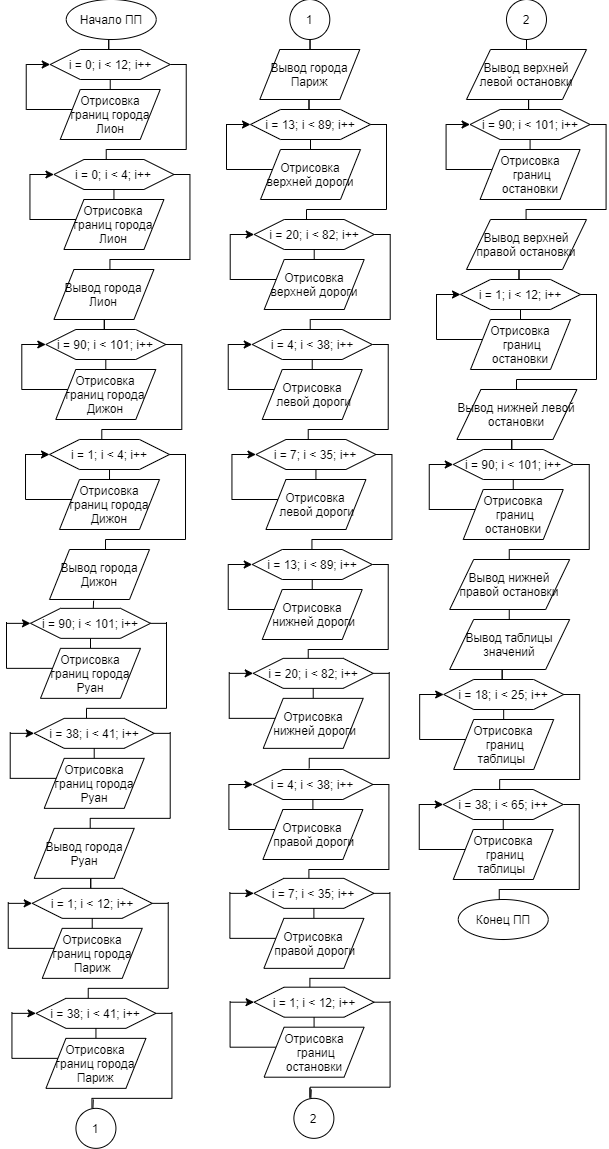 Начало ПП
i = 0; i < 12; i++
Отрисовка
границ города
Лион
i = 0; i < 4; i++
Отрисовка
границ города
Лион
Вывод города
Лион
i = 90; i < 101; i++
Отрисовка
границ города
Дижон
i = 1; i < 4; i++
Отрисовка
границ города
Дижон
Вывод города
Дижон
i = 90; i < 101; i++
Отрисовка
границ города
Руан
i = 38; i < 41; i++
Отрисовка
границ города
Руан
Вывод города
Руан
i = 1; i < 12; i++
Отрисовка
границ города
Париж
i = 38; i < 41; i++
Отрисовка
границ города
Париж
1
1
Вывод города
Париж
i = 13; i < 89; i++
Отрисовка
верхней дороги
i = 20; i < 82; i++
Отрисовка
верхней дороги
i = 4; i < 38; i++
Отрисовка
левой дороги
i = 7; i < 35; i++
Отрисовка
левой дороги
i = 13; i < 89; i++
Отрисовка
нижней дороги
i = 20; i < 82; i++
Отрисовка
нижней дороги
i = 4; i < 38; i++
Отрисовка
правой дороги
i = 7; i < 35; i++
Отрисовка
правой дороги
i = 1; i < 12; i++
Отрисовка
границ
остановки
2
2
Вывод верхней
левой остановки
i = 90; i < 101; i++
Отрисовка
границ
остановки
Вывод верхней
правой остановки
i = 1; i < 12; i++
Отрисовка
границ
остановки
Вывод нижней левой
остановки
i = 90; i < 101; i++
Отрисовка
границ
остановки
Вывод нижней
правой остановки
Вывод таблицы
значений
i = 18; i < 25; i++
Отрисовка
границ
таблицы
i = 38; i < 65; i++
Отрисовка
границ
таблицы
Конец ПП